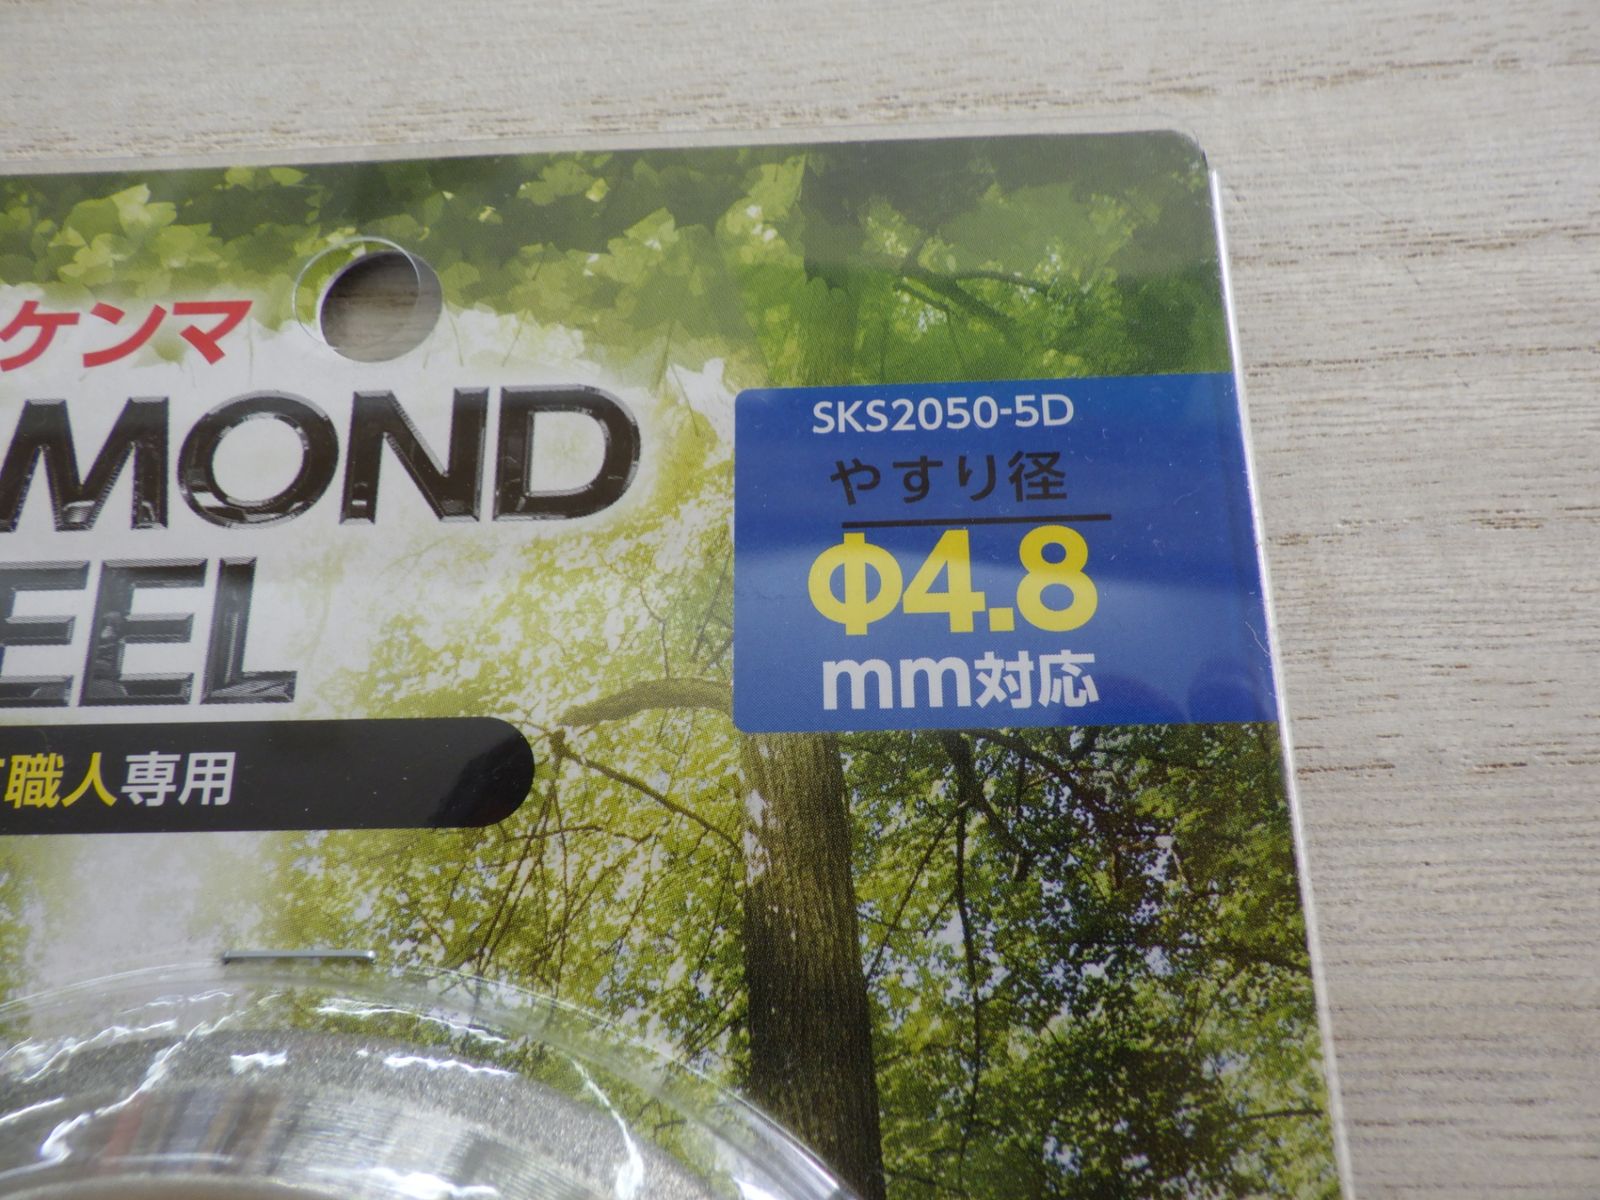 ケンマ
MOND
EEL
職人専用
SKS2050-5D
やすり径
Φ4.8
mm対応